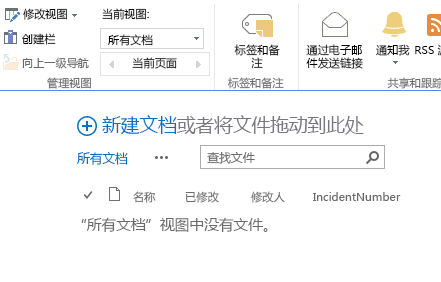 修改视图
当前视图:
创建栏
所有文档
向上一级导航
当前页面
管理视图
标签和备
注
标签和备注
通过电子邮
件发送链接
通知我
RSS
共享和跟踪
新建文档或者将文件拖动到此处
所有文档
···
查找文件
名称
已修改
修改人
IncidentNumber
“所有文档”视图中没有文件。